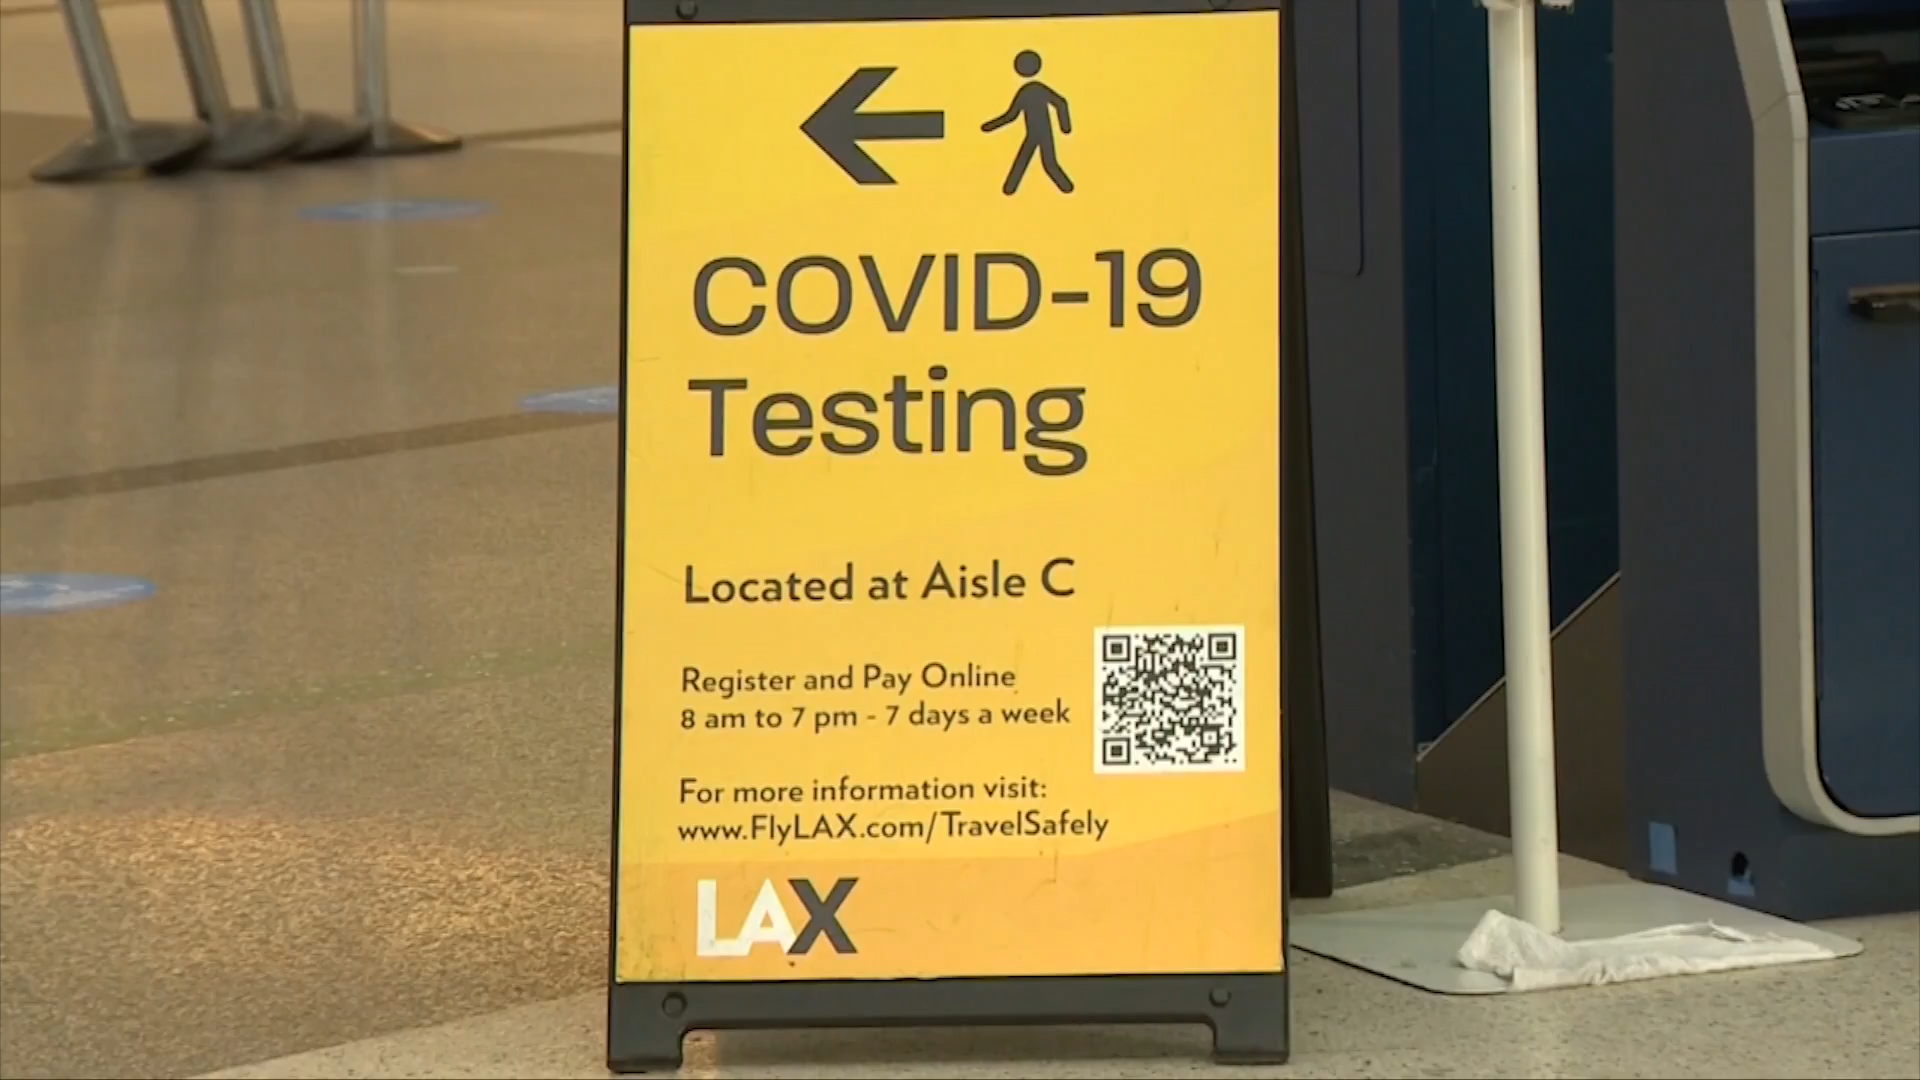 COVID-19
Testing
Located at Aisle C
Register and Pay Online
8 am to 7 pm - 7 days a week
For more information visit:
www.FlyLAX.com/TravelSafely
LAX